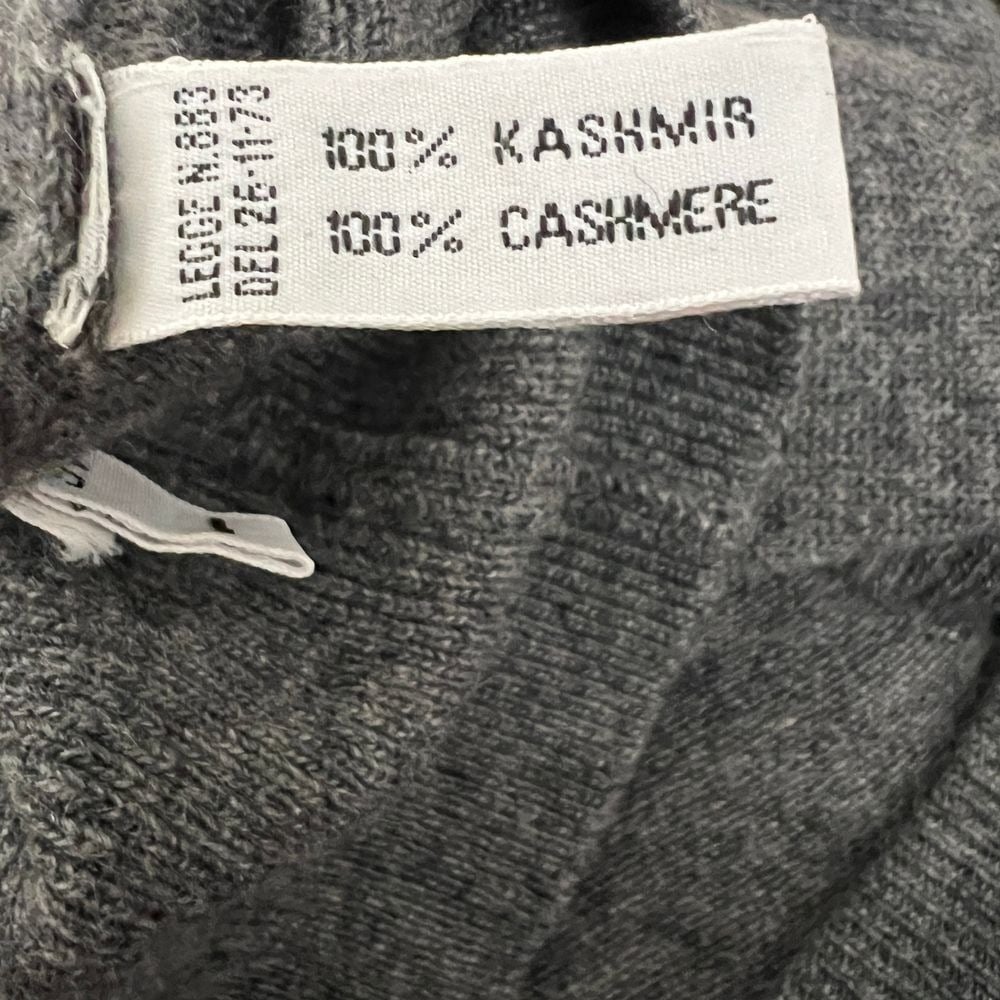 LEGGE N.883
DEL 26-11-73
100% KASHMIR
100% CASHMERE